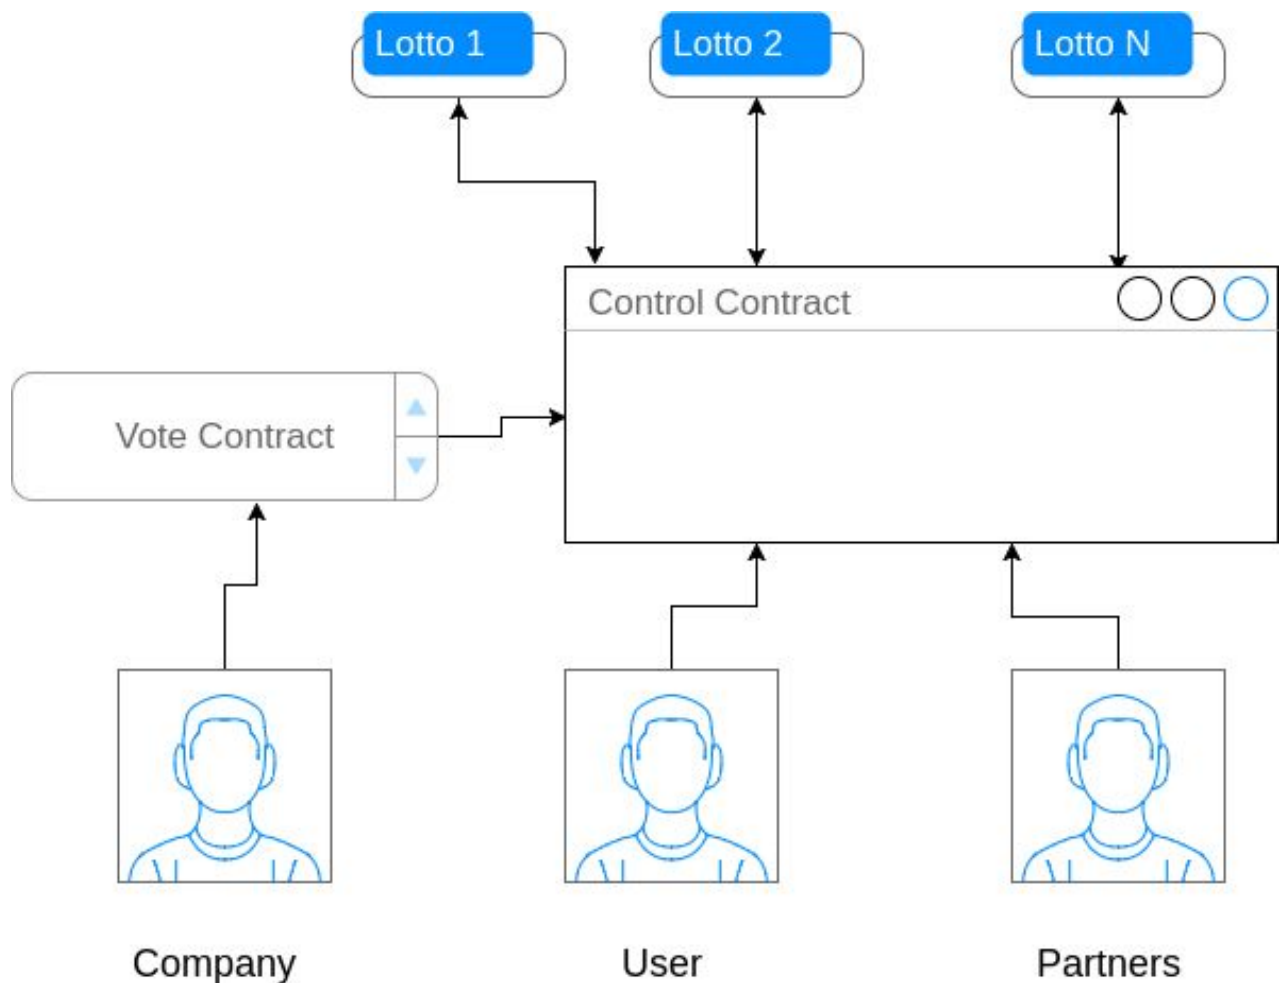 Lotto 1
Lotto 2
Lotto N
Control Contract
Vote Contract
Company
User
Partners